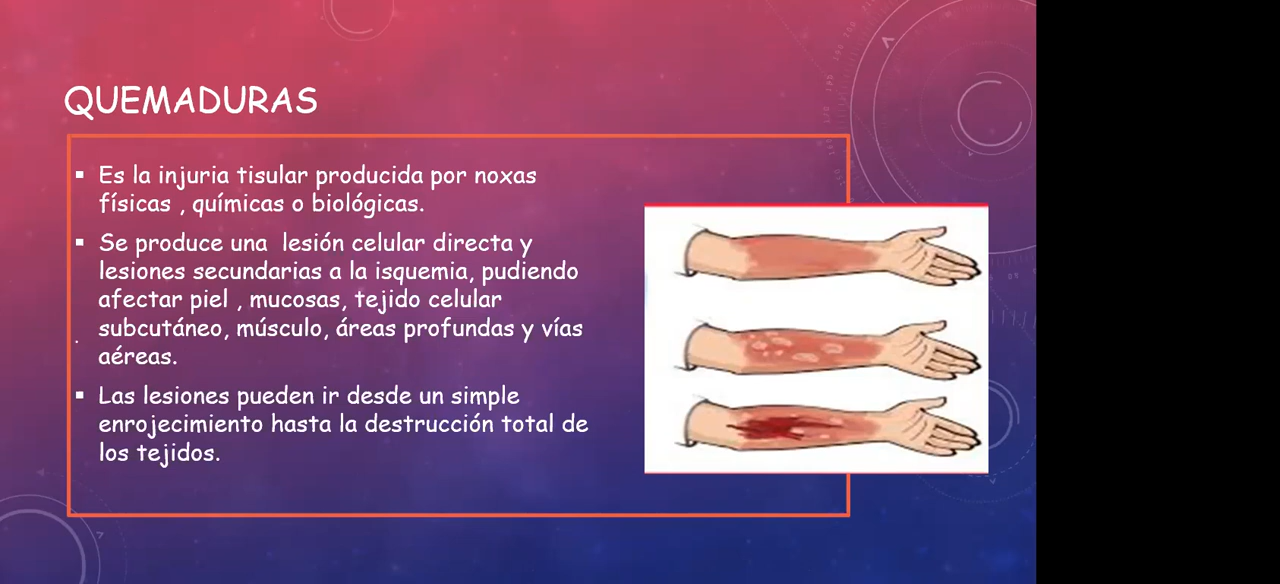 QUEMADURAS
▪ Es la injuria tisular producida por noxas
físicas , químicas o biológicas.
▪ Se produce una  lesión celular directa y
lesiones secundarias a la isquemia, pudiendo
afectar piel , mucosas, tejido celular
subcutáneo, músculo, áreas profundas y vías
aéreas.
▪ Las lesiones pueden ir desde un simple
enrojecimiento hasta la destrucción total de
los tejidos.